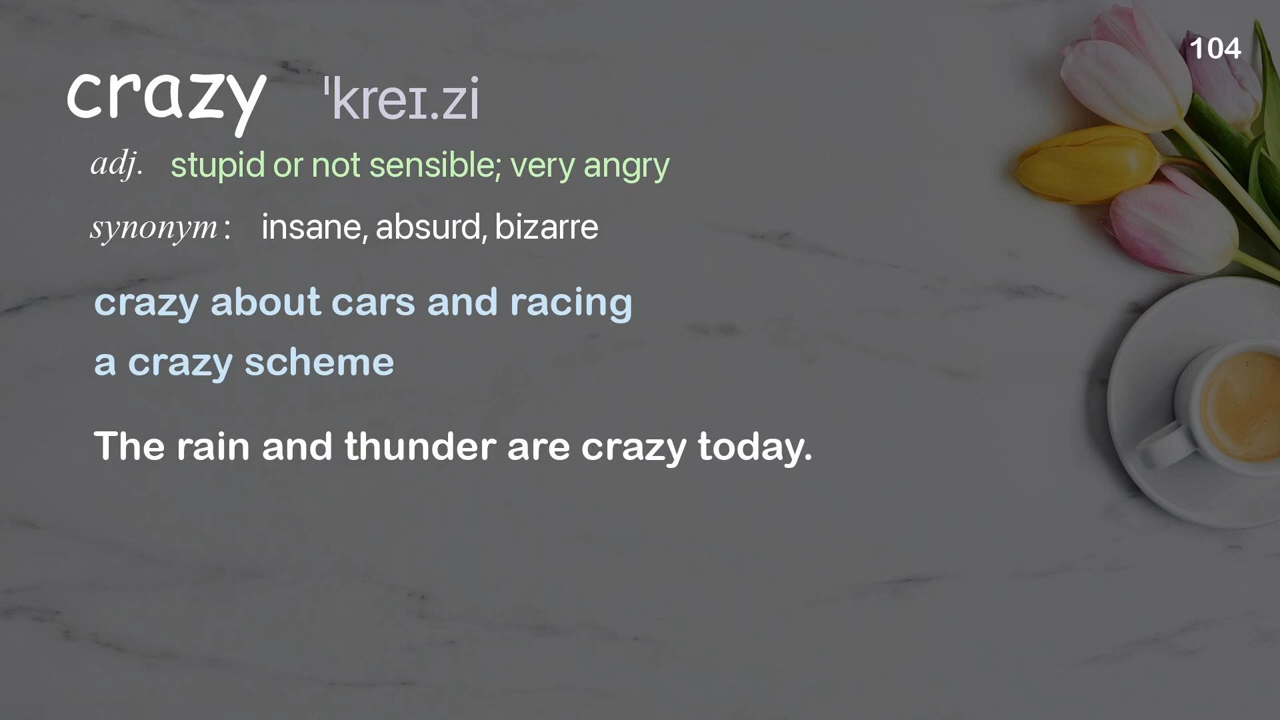 104
crazy ˈkreɪ.zi
adj. stupid or not sensible; very angry
synonym: insane, absurd, bizarre
crazy about cars and racing
a crazy scheme
The rain and thunder are crazy today.